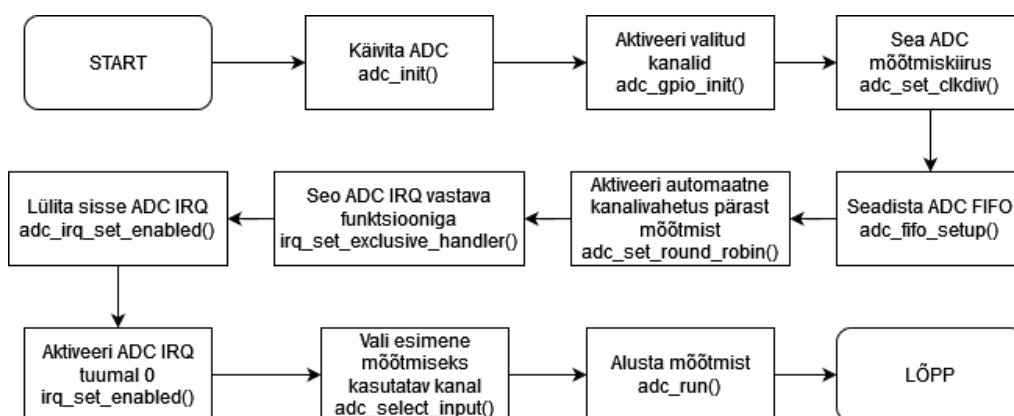 START
Käivita ADC
adc_init()
Aktiveeri valitud
kanalid
adc_gpio_init()
Sea ADC
mõõtmiskiirus
adc_set_clkdiv()
Seadista ADC FIFO
adc_fifo_setup()
Aktiveeri automaatne
kanalivahetus pärast
mõõtmist
adc_set_round_robin()
Seo ADC IRQ vastava
funktsiooniga
irq_set_exclusive_handler()
Lülita sisse ADC IRQ
adc_irq_set_enabled()
Aktiveeri ADC IRQ
tuumal 0
irq_set_enabled()
Vali esimene
mõõtmiseks
kasutatav kanal
adc_select_input()
Alusta mõõtmist
adc_run()
LÕPP